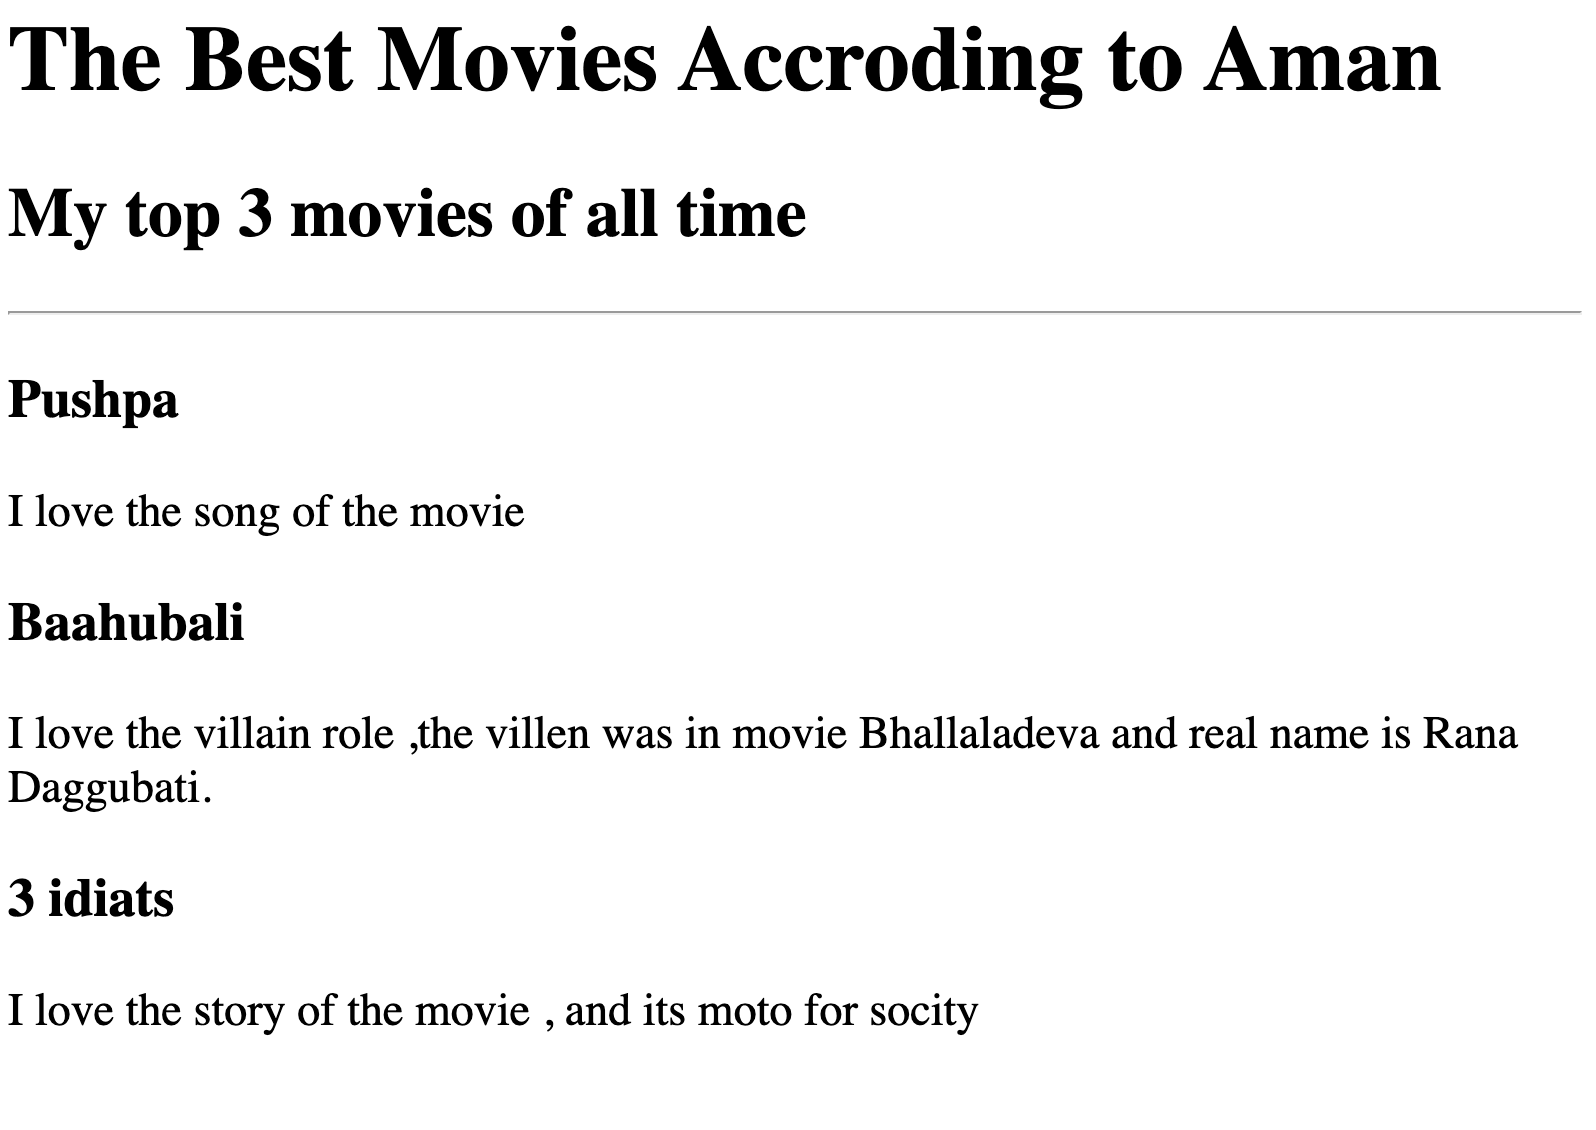 The Best Movies Accroding to Aman
My top 3 movies of all time
Pushpa
I love the song of the movie
Baahubali
I love the villain role ,the villen was in movie Bhallaladeva and real name is Rana
Daggubati.
3 idiats
I love the story of the movie , and its moto for socity